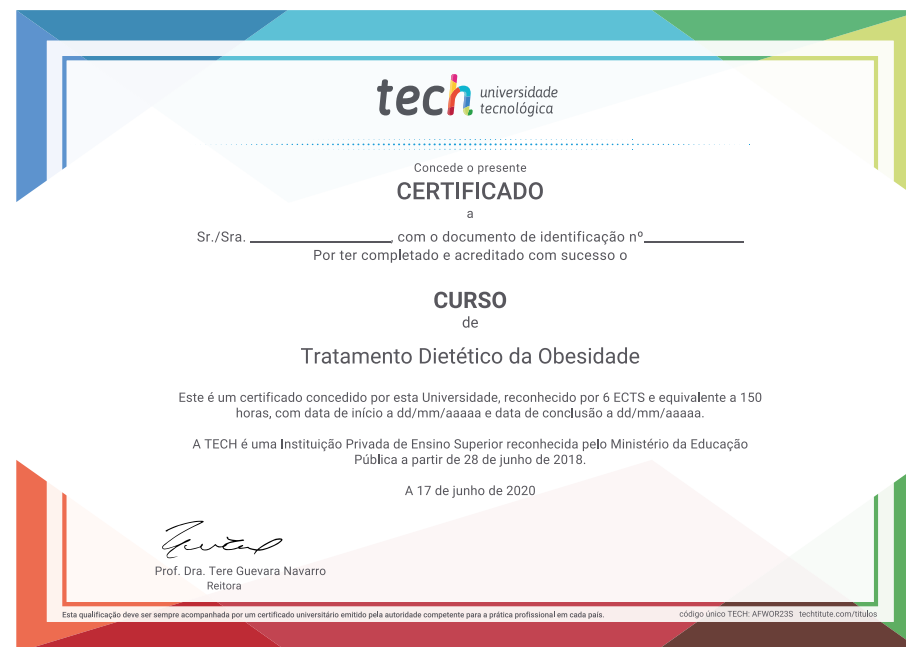 tech universidade
tecnológica
Concede o presente
CERTIFICADO
a
Sr./Sra. ________________, com o documento de identificação nº____________
Por ter completado e acreditado com sucesso o
CURSO
de
Tratamento Dietético da Obesidade
Este é um certificado concedido por esta Universidade, reconhecido por 6 ECTS e equivalente a 150
horas, com data de início a dd/mm/aaaaa e data de conclusão a dd/mm/aaaaa.
A TECH é uma Instituição Privada de Ensino Superior reconhecida pelo Ministério da Educação
Pública a partir de 28 de junho de 2018.
A 17 de junho de 2020
Prof. Dra. Tere Guevara Navarro
Reitora
Esta qualificação deve ser sempre acompanhada por um certificado universitário emitido pela autoridade competente para a prática profissional em cada país.
código único TECH: AFWOR23S techtitute.com/títulos